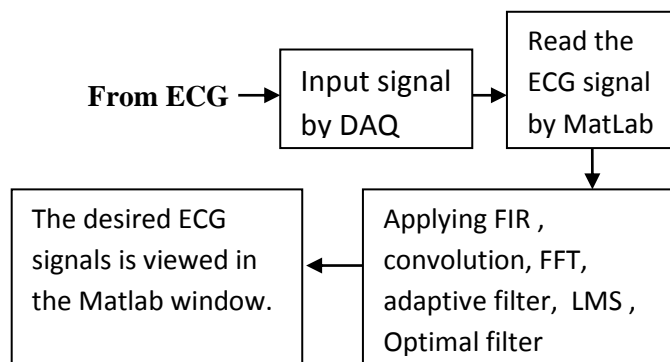 From ECG
Input signal
by DAQ
Read the
ECG signal
by MatLab
Applying FIR ,
convolution, FFT,
adaptive filter, LMS ,
Optimal filter
The desired ECG
signals is viewed in
the Matlab window.